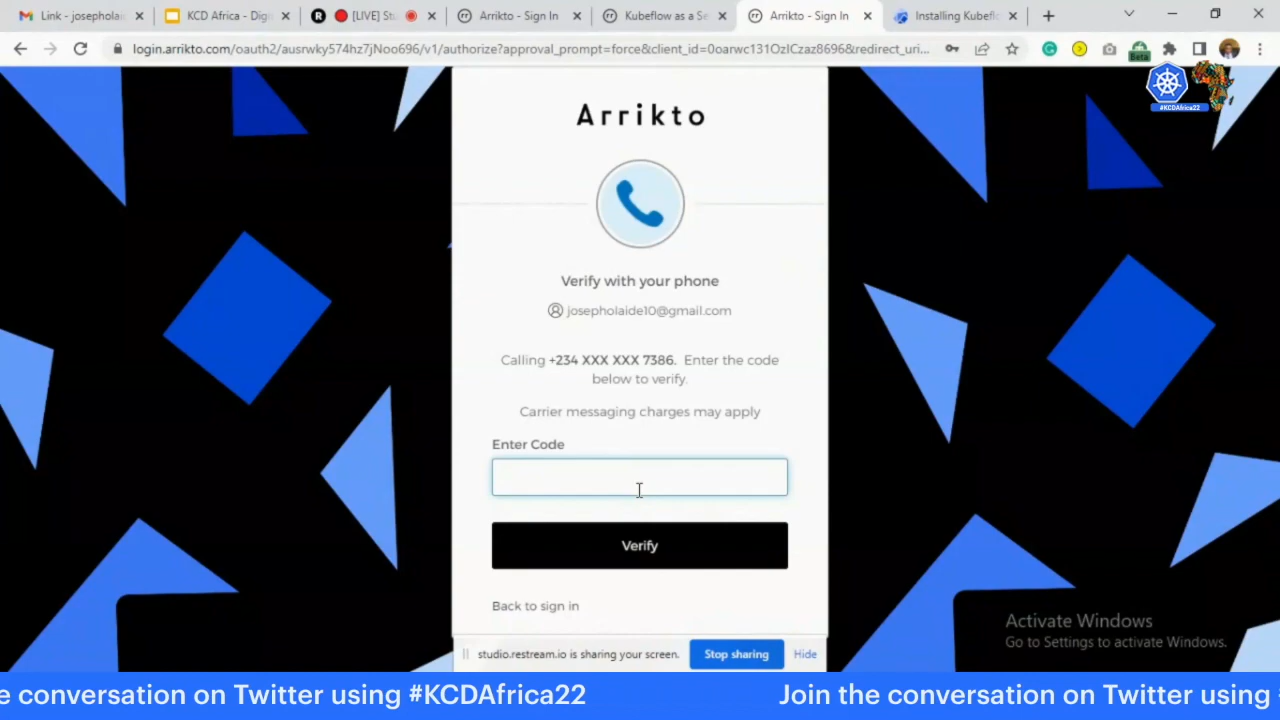 Link - josephola
KCD Africa - Dig
[LIVE] St
Arrikto - Sign In
Kubeflow as a Se
Arrikto - Sign In
Installing Kubefl
login.arrikto.com/oauth2/ausrwky574hz7jNoo696/v1/authorize?approval_prompt=force&client_id=0oarwc131OzICzaz8696&redirect_uri...
Beta
#KCDAfrica22
Arrikto
Verify with your phone
josepholaide10@gmail.com
Calling +234 XXX XXX 7386. Enter the code
below to verify.
Carrier messaging charges may apply
Enter Code
Verify
Back to sign in
Activate Windows
Go to Settings to activate Windows.
studio.restream.io is sharing your screen.
Stop sharing
Hide
e conversation on Twitter using #KCDAfrica22
Join the conversation on Twitter using